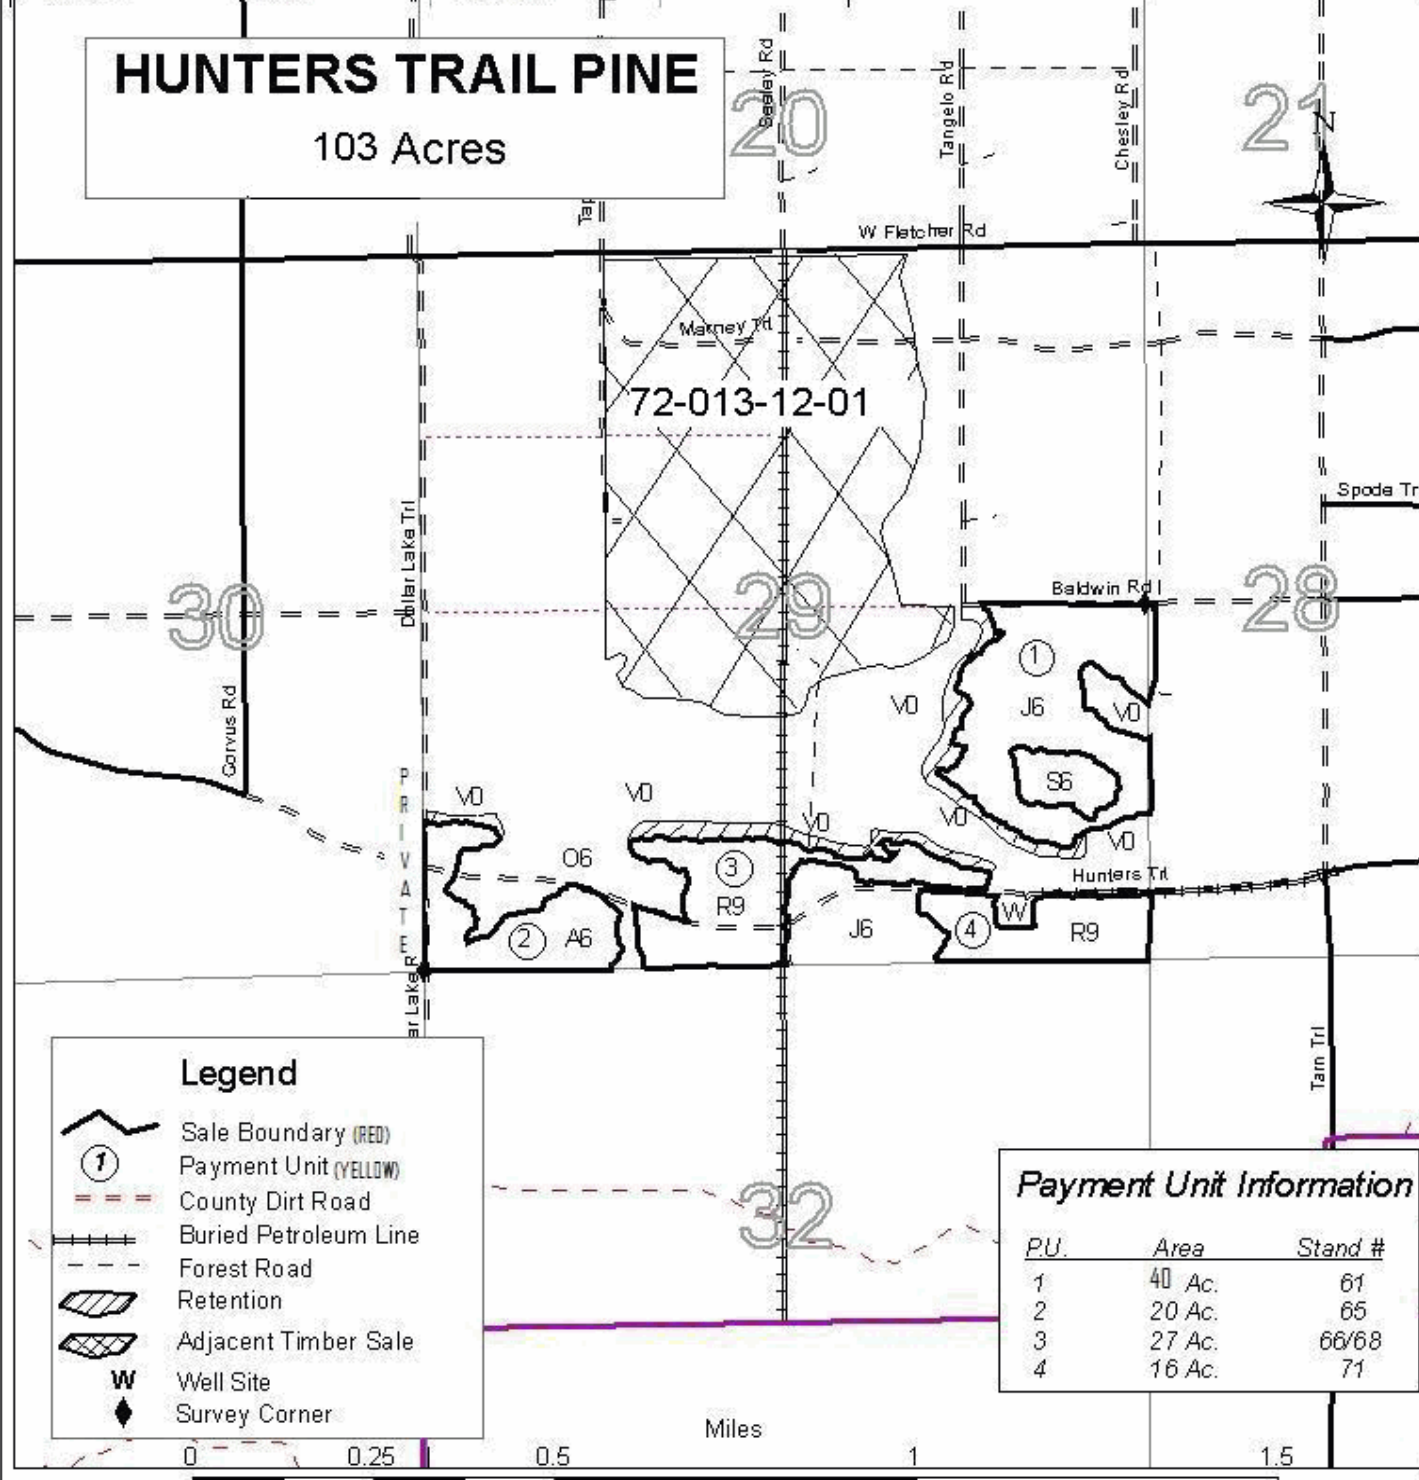 HUNTERS TRAIL PINE
103 Acres
20
21
N
Seeley Rd
Tangelo Rd
Chesley Rd
W Fletcher Rd
Marney Trl
72-013-12-01
Spode Tr
Dollar Lake Trl
30
29
28
Baldwin Rd
1
J6
V0
V0
S6
Corvus Rd
PRIVATE
V0
V0
V0
V0
V0
O6
3
R9
Hunters Trl
2
A6
J6
4
W
R9
ar Lake R
Tarn Trl
32
Legend
Sale Boundary (RED)
1 Payment Unit (YELLOW)
County Dirt Road
Buried Petroleum Line
Forest Road
Retention
Adjacent Timber Sale
W Well Site
Survey Corner
Payment Unit Information
P.U. Area Stand #
1 40 Ac. 61
2 20 Ac. 65
3 27 Ac. 66/68
4 16 Ac. 71
Miles
0 0.25 0.5 1 1.5